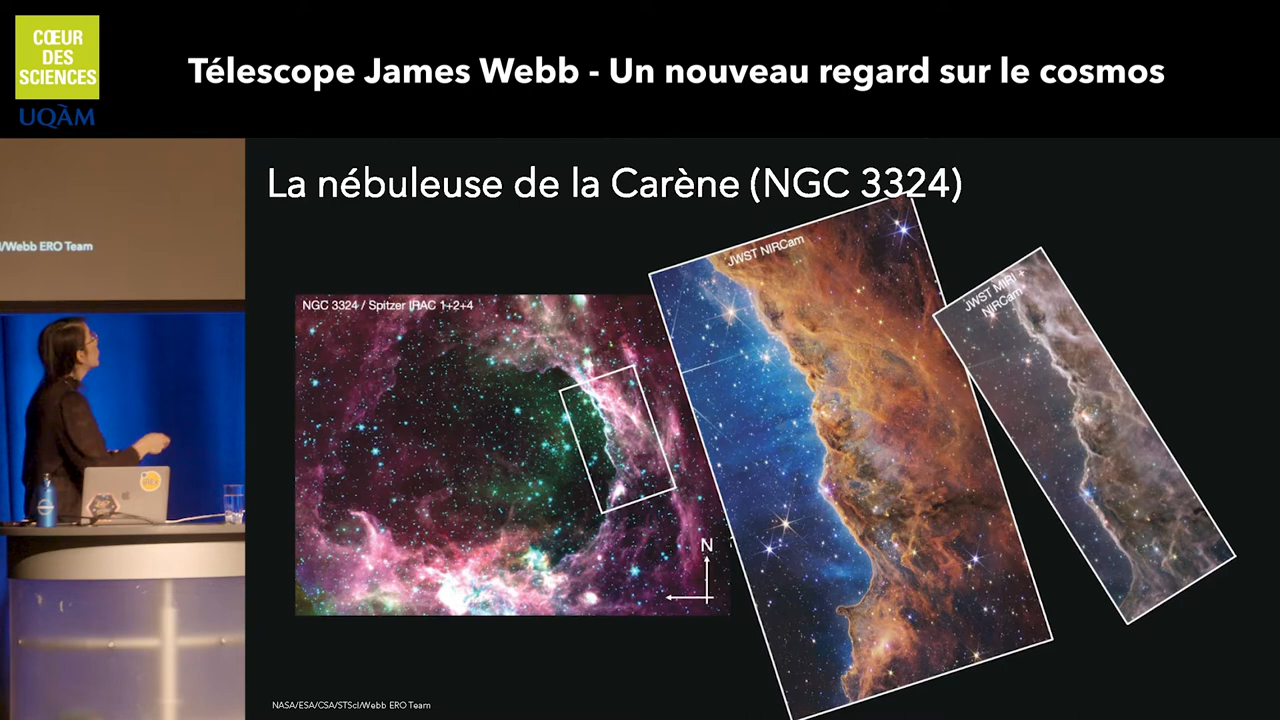 CŒUR
DES
SCIENCES
UQÀM
Télescope James Webb - Un nouveau regard sur le cosmos
/Webb ERO Team
La nébuleuse de la Carène (NGC 3324)
NGC 3324 / Spitzer IRAC 1+2+4
N
JWST NIRCam
JWST MIRI +
NIRCam
NASA/ESA/CSA/STScI/Webb ERO Team